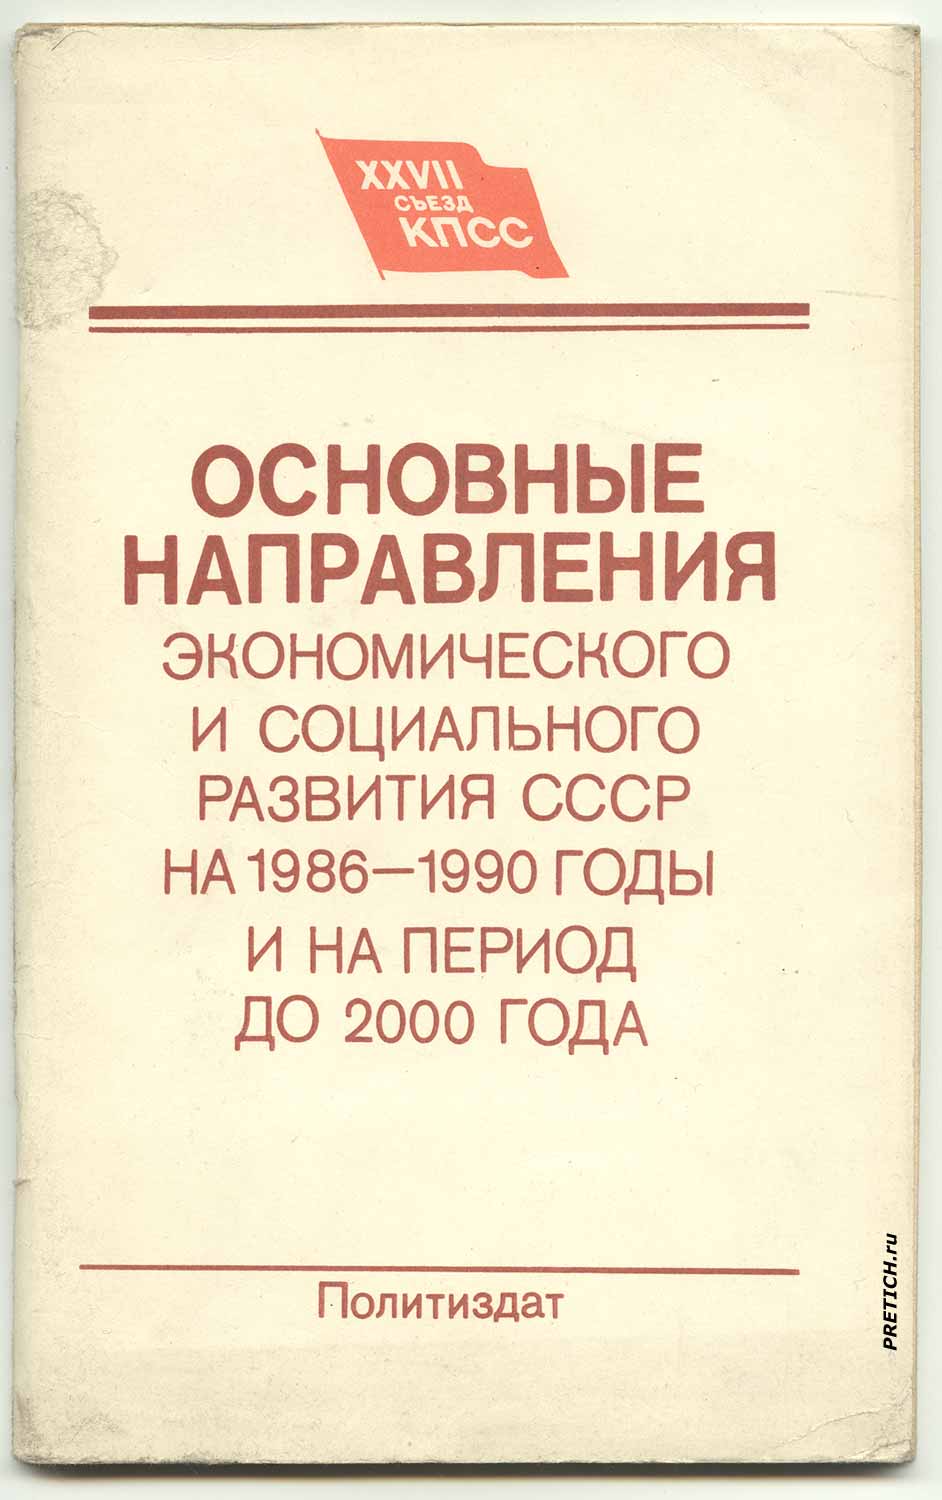 XXVII
СЪЕЗД
КПСС
ОСНОВНЫЕ
НАПРАВЛЕНИЯ
ЭКОНОМИЧЕСКОГО
И СОЦИАЛЬНОГО
РАЗВИТИЯ СССР
НА 1986—1990 ГОДЫ
И НА ПЕРИОД
ДО 2000 ГОДА
Политиздат
PRETICH.ru